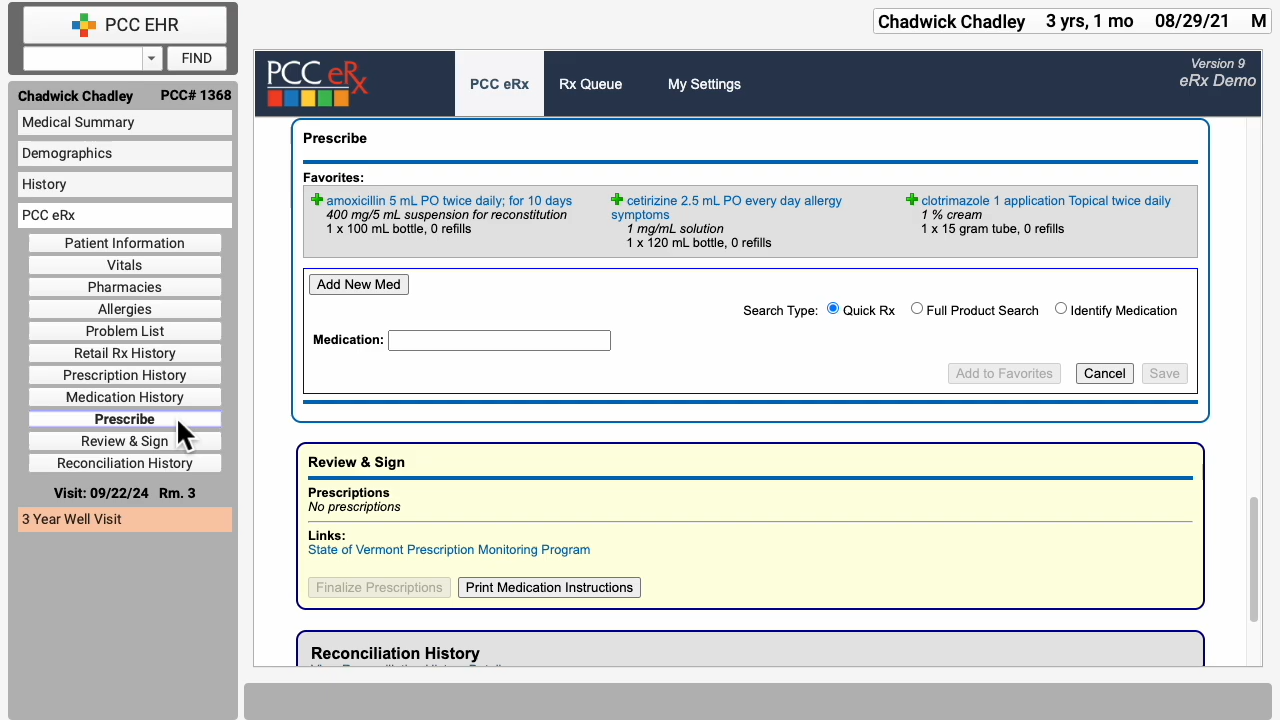 PCC EHR
FIND
Chadwick Chadley 3 yrs, 1 mo 08/29/21 M
Chadwick Chadley PCC# 1368
Medical Summary
Demographics
History
PCC eRx
Patient Information
Vitals
Pharmacies
Allergies
Problem List
Retail Rx History
Prescription History
Medication History
Prescribe
Review & Sign
Reconciliation History
Visit: 09/22/24 Rm. 3
3 Year Well Visit
PCC eRx
PCC eRx
Rx Queue
My Settings
Version 9
eRx Demo
Prescribe
Favorites:
amoxicillin 5 mL PO twice daily; for 10 days
400 mg/5 mL suspension for reconstitution
1 x 100 mL bottle, 0 refills
cetirizine 2.5 mL PO every day allergy
symptoms
1 mg/mL solution
1 x 120 mL bottle, 0 refills
clotrimazole 1 application Topical twice daily
1 % cream
1 x 15 gram tube, 0 refills
Add New Med
Search Type: Quick Rx Full Product Search Identify Medication
Medication:
Add to Favorites Cancel Save
Review & Sign
Prescriptions
No prescriptions
Links:
State of Vermont Prescription Monitoring Program
Finalize Prescriptions Print Medication Instructions
Reconciliation History